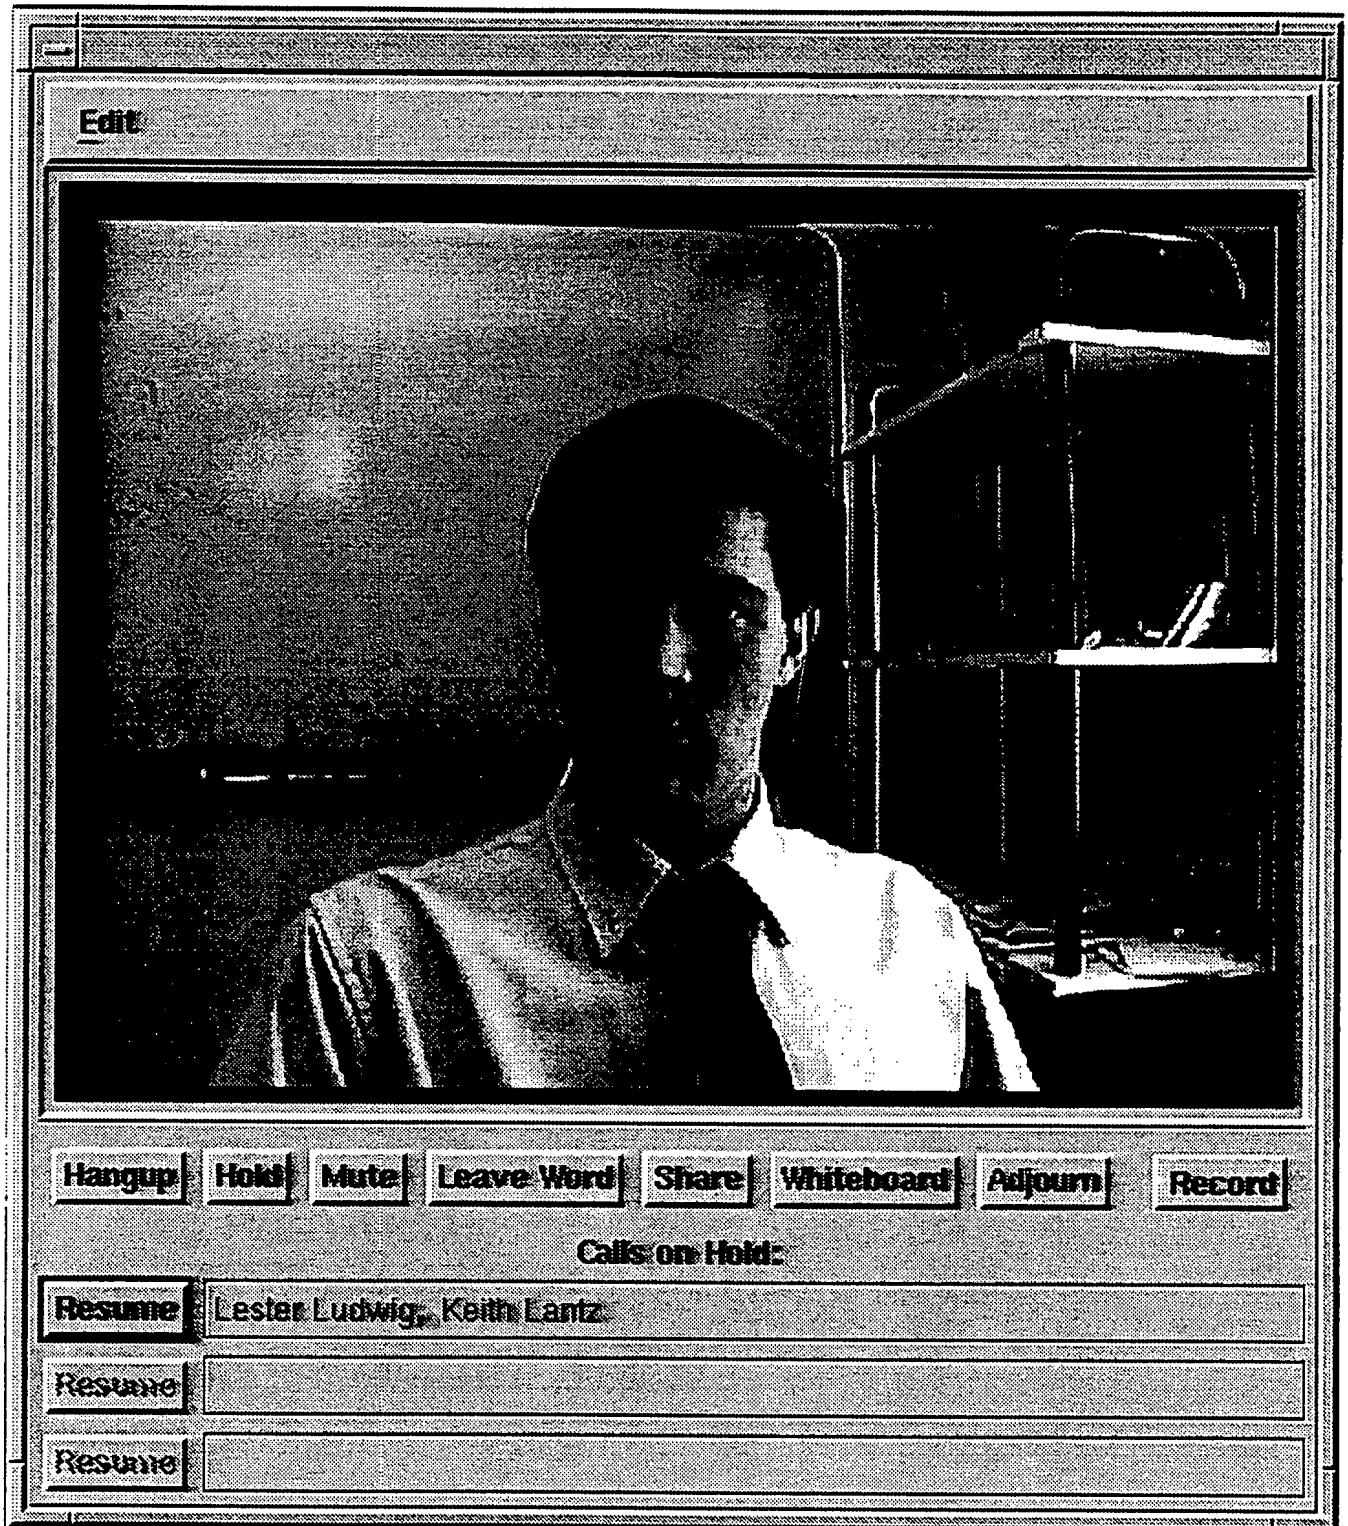 Edit
Hangup Hold Mute Leave Word Share Whiteboard Adjourn Record
Calls on Hold:
Resume Lester Ludwig; Keith Lantz
Resume
Resume